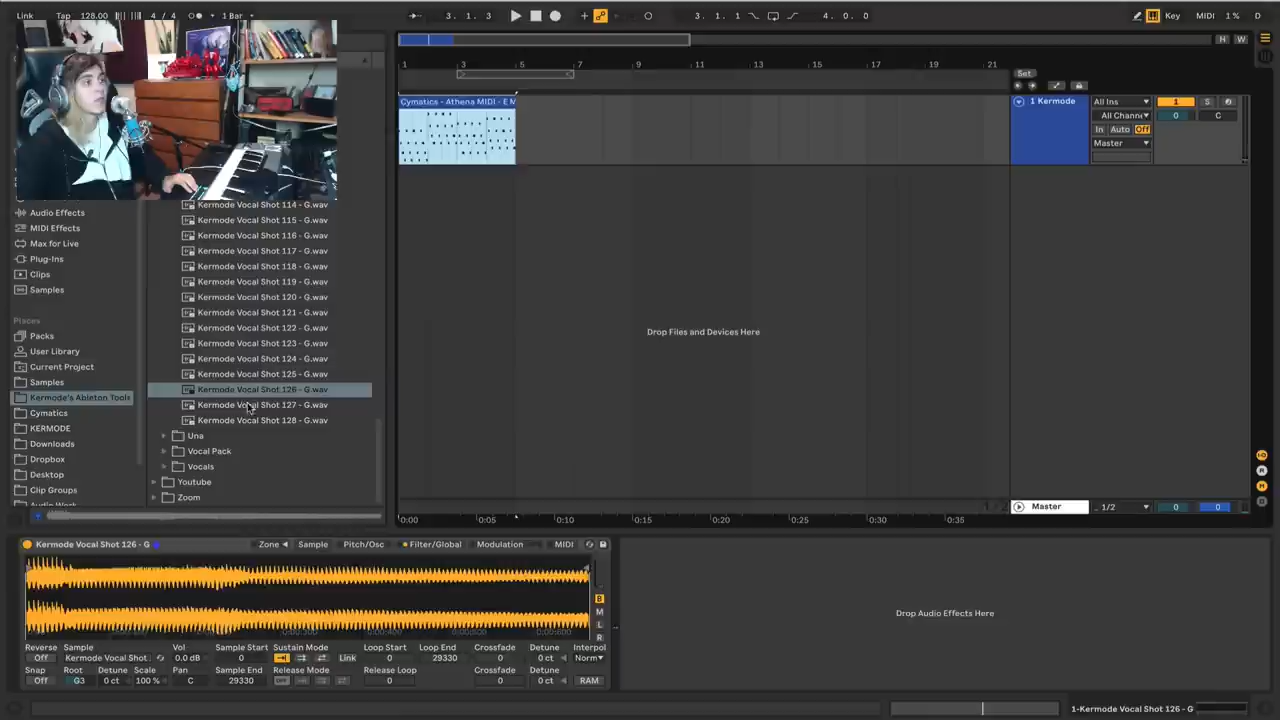 Link Tap 128.00 4 / 4 1 Bar 3. 1. 3 3. 1. 1 4. 0. 0 Key MIDI 1 % D
H W
1 3 5 7 9 11 13 15 17 19 21
Set
Cymatics - Athena MIDI - E M
1 Kermode All Ins 1 S
All Channe 0 C
In Auto Off
Master
Kermode Vocal Shot 114 - G.wav
Audio Effects
Kermode Vocal Shot 115 - G.wav
MIDI Effects
Kermode Vocal Shot 116 - G.wav
Max for Live
Kermode Vocal Shot 117 - G.wav
Plug-Ins
Kermode Vocal Shot 118 - G.wav
Clips
Kermode Vocal Shot 119 - G.wav
Samples
Kermode Vocal Shot 120 - G.wav
Kermode Vocal Shot 121 - G.wav
Places
Kermode Vocal Shot 122 - G.wav
Packs
Kermode Vocal Shot 123 - G.wav
User Library
Kermode Vocal Shot 124 - G.wav
Current Project
Kermode Vocal Shot 125 - G.wav
Samples
Kermode Vocal Shot 126 - G.wav
Kermode's Ableton Tools
Kermode Vocal Shot 127 - G.wav
Cymatics
Kermode Vocal Shot 128 - G.wav
KERMODE
Una
Downloads
Vocal Pack
Dropbox
Vocals
Desktop
Youtube
Clip Groups
Zoom
Drop Files and Devices Here
1/2 Master 1/2 0 0
0:00 0:05 0:10 0:15 0:20 0:25 0:30 0:35
Kermode Vocal Shot 126 - G Zone Sample Pitch/Osc Filter/Global Modulation MIDI
B
M
L
R
Drop Audio Effects Here
Reverse Sample Vol Sample Start Sustain Mode Loop Start Loop End Crossfade Detune Interpol
Off Kermode Vocal Shot 0.0 dB 0 Link 0 29330 0 0 ct Norm
Snap Root Detune Scale Pan Sample End Release Mode Release Loop Crossfade Detune
Off G3 0 ct 100 % C 29330 OFF 0 0 0 ct RAM
1-Kermode Vocal Shot 126 - G